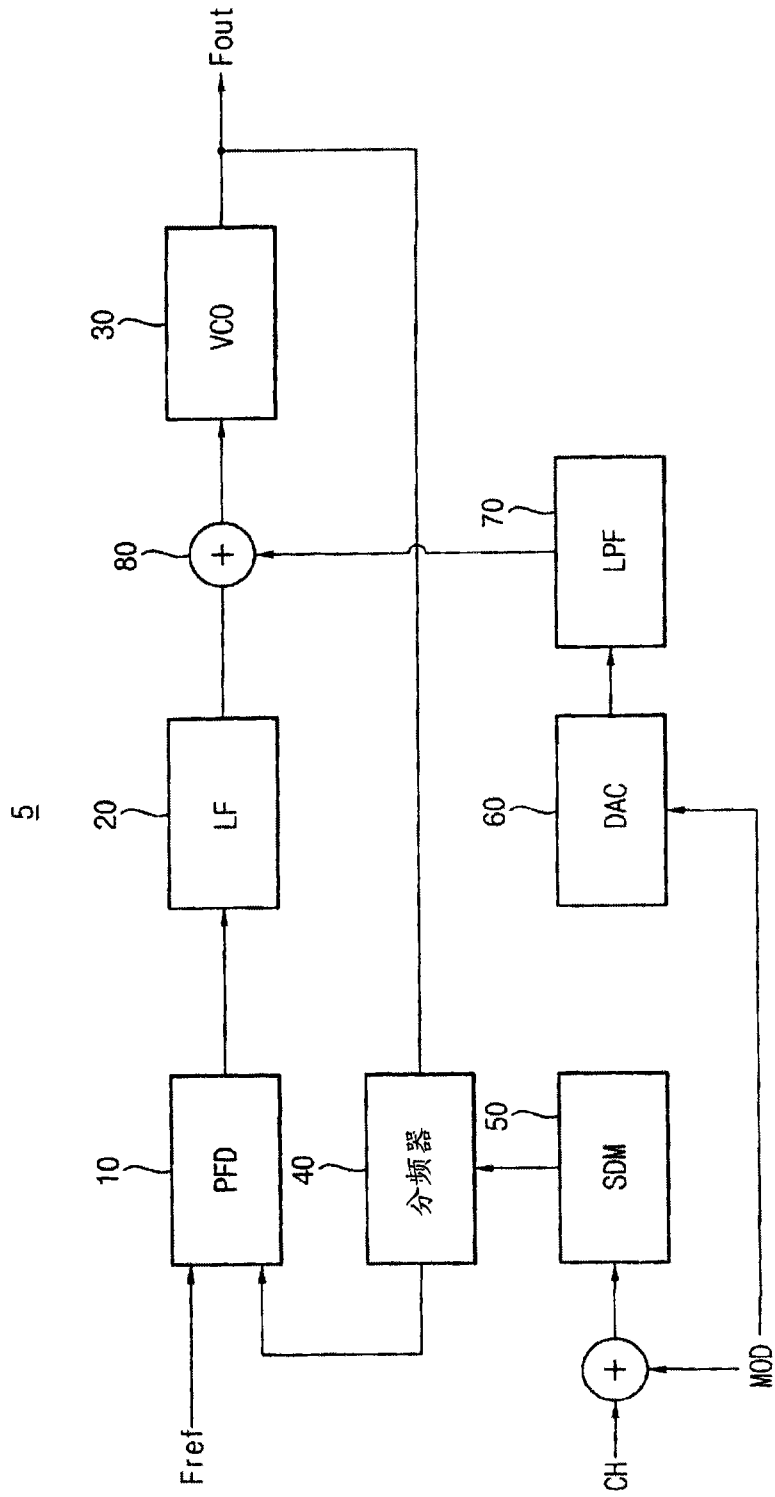 5
Fref
10
PFD
20
LF
80
+
30
VCO
Fout
40
分频器
50
SDM
60
DAC
70
LPF
CH
+
MOD